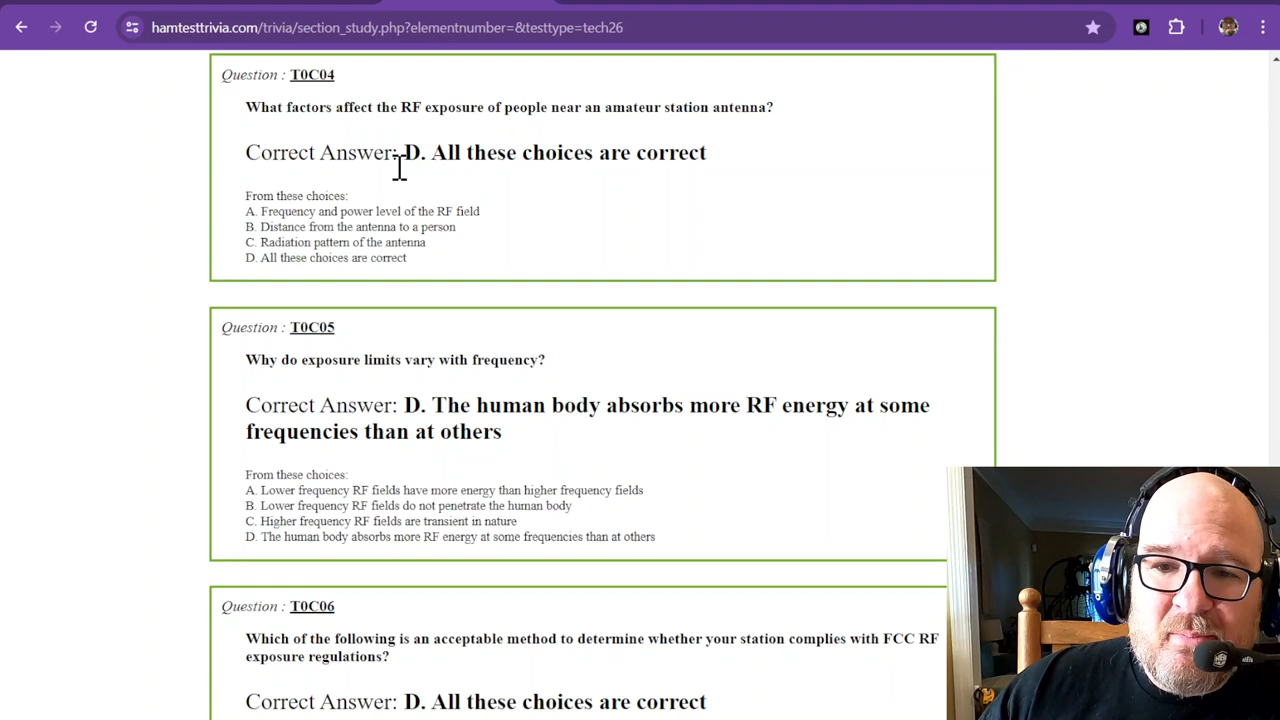 hamtesttrivia.com/trivia/section_study.php?elementnumber=&testtype=tech26
Question : T0C04
What factors affect the RF exposure of people near an amateur station antenna?
Correct Answer: D. All these choices are correct
From these choices:
A. Frequency and power level of the RF field
B. Distance from the antenna to a person
C. Radiation pattern of the antenna
D. All these choices are correct
Question : T0C05
Why do exposure limits vary with frequency?
Correct Answer: D. The human body absorbs more RF energy at some
frequencies than at others
From these choices:
A. Lower frequency RF fields have more energy than higher frequency fields
B. Lower frequency RF fields do not penetrate the human body
C. Higher frequency RF fields are transient in nature
D. The human body absorbs more RF energy at some frequencies than at others
Question : T0C06
Which of the following is an acceptable method to determine whether your station complies with FCC RF
exposure regulations?
Correct Answer: D. All these choices are correct